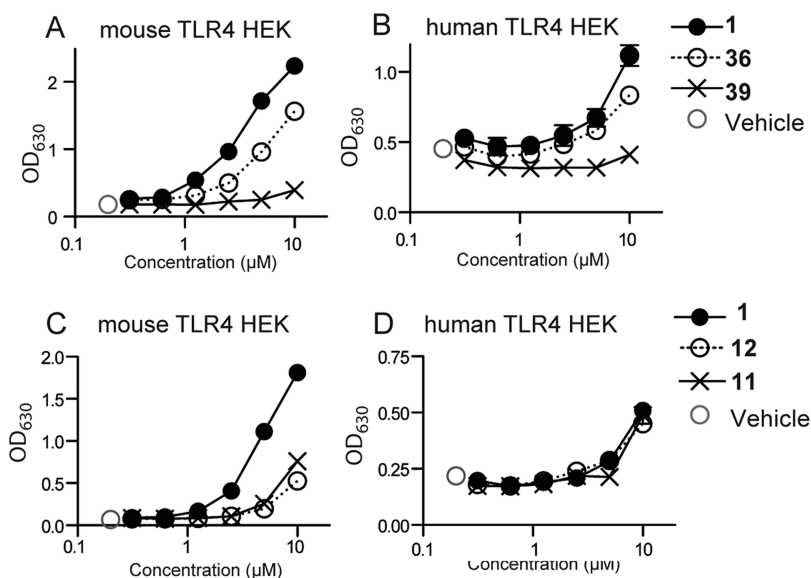 A mouse TLR4 HEK
OD630
2
1
0
0.1 1 10
Concentration (µM)
B human TLR4 HEK
1.0
0.5
0.0
0.1 1 10
Concentration (µM)
1
36
39
Vehicle
C mouse TLR4 HEK
OD630
2.0
1.5
1.0
0.5
0.0
0.1 1 10
Concentration (µM)
D human TLR4 HEK
OD630
0.75
0.50
0.25
0.00
0.1 1 10
Concentration (µM)
1
12
11
Vehicle